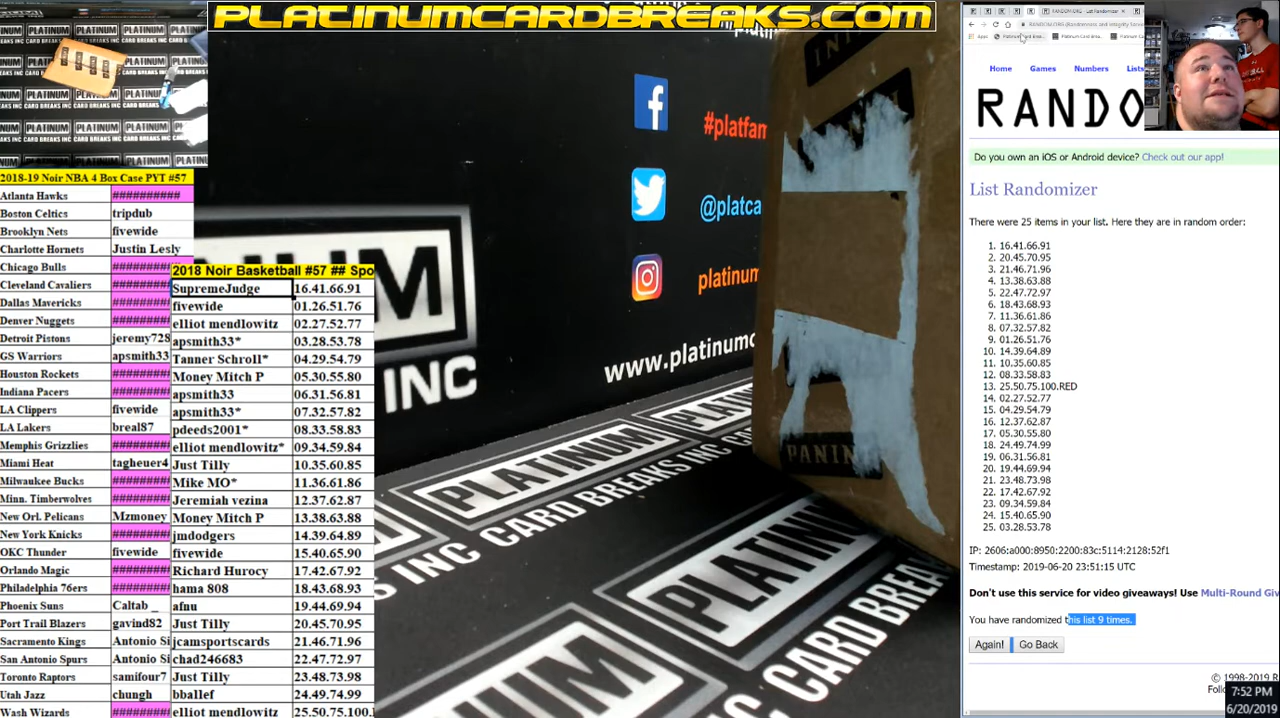 PLATINUMCARDBREAKS.COM
2018-19 Noir NBA 4 Box Case PYT #57
Atlanta Hawks ##########
Boston Celtics tripdub
Brooklyn Nets fivewide
Charlotte Hornets Justin Lesly
Chicago Bulls
Cleveland Cavaliers
Dallas Mavericks
Denver Nuggets
Detroit Pistons jeremy728
GS Warriors apsmith33
Houston Rockets
Indiana Pacers
LA Clippers fivewide
LA Lakers breal87
Memphis Grizzlies
Miami Heat tagheuer4
Milwaukee Bucks
Minn. Timberwolves
New Orl. Pelicans Mzmoney
New York Knicks
OKC Thunder fivewide
Orlando Magic
Philadelphia 76ers
Phoenix Suns Caltab_
Port Trail Blazers gavind82
Sacramento Kings Antonio Si
San Antonio Spurs Antonio Si
Toronto Raptors samifour7
Utah Jazz chungh
Wash Wizards
2018 Noir Basketball #57 ## Spo
SupremeJudge 16.41.66.91
fivewide 01.26.51.76
elliot mendlowitz 02.27.52.77
apsmith33* 03.28.53.78
Tanner Schroll* 04.29.54.79
Money Mitch P 05.30.55.80
apsmith33 06.31.56.81
apsmith33* 07.32.57.82
pdeeds2001* 08.33.58.83
elliot mendlowitz* 09.34.59.84
Just Tilly 10.35.60.85
Mike MO* 11.36.61.86
Jeremiah vezina 12.37.62.87
Money Mitch P 13.38.63.88
jmdodgers 14.39.64.89
fivewide 15.40.65.90
Richard Hurocy 17.42.67.92
hama 808 18.43.68.93
afnu 19.44.69.94
Just Tilly 20.45.70.95
jcamsportscards 21.46.71.96
chad246683 22.47.72.97
Just Tilly 23.48.73.98
bballef 24.49.74.99
elliot mendlowitz 25.50.75.100.
#platfam
@platca
platinum
www.platinumc
INC
PANINI
PLATINUM
CARD BREAKS INC
Home Games Numbers Lists
RANDO
Do you own an iOS or Android device? Check out our app!
List Randomizer
There were 25 items in your list. Here they are in random order:
1. 16.41.66.91
2. 20.45.70.95
3. 21.46.71.96
4. 13.38.63.88
5. 22.47.72.97
6. 18.43.68.93
7. 11.36.61.86
8. 07.32.57.82
9. 01.26.51.76
10. 14.39.64.89
11. 10.35.60.85
12. 08.33.58.83
13. 25.50.75.100.RED
14. 02.27.52.77
15. 04.29.54.79
16. 12.37.62.87
17. 05.30.55.80
18. 24.49.74.99
19. 06.31.56.81
20. 19.44.69.94
21. 23.48.73.98
22. 17.42.67.92
23. 09.34.59.84
24. 15.40.65.90
25. 03.28.53.78
IP: 2606:a000:8950:2200:83c:5114:2128:52f1
Timestamp: 2019-06-20 23:51:15 UTC
Don't use this service for video giveaways! Use Multi-Round Giv
You have randomized this list 9 times.
Again! Go Back
© 1998-2019 R
Follo
7:52 PM
6/20/2019